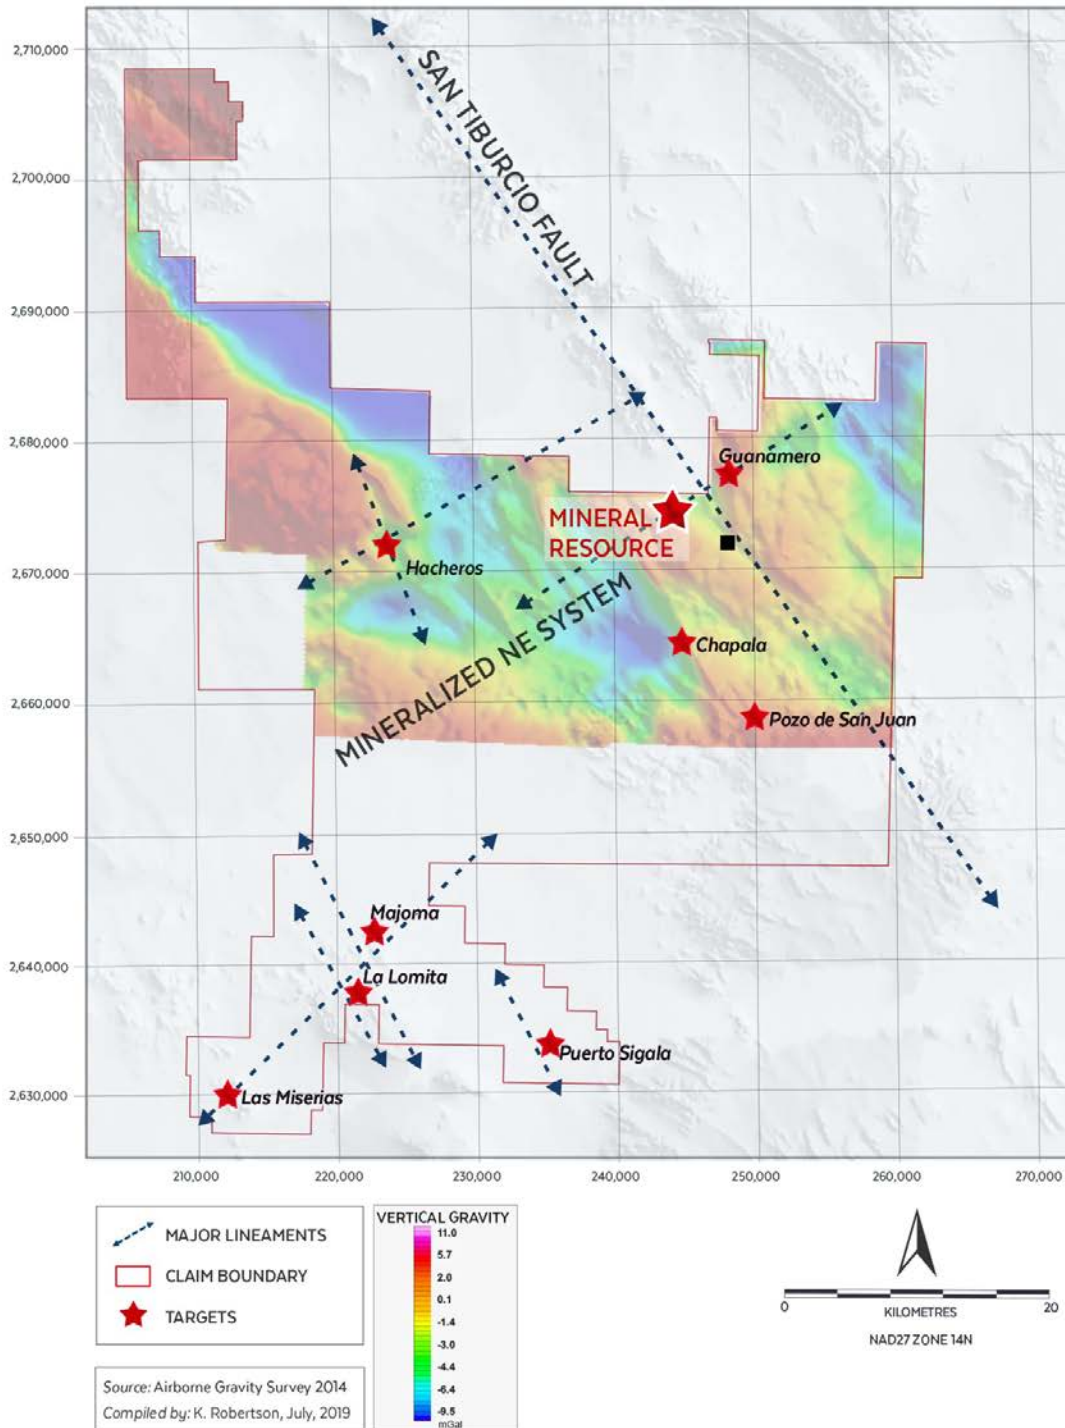 2,710,000
SAN TIBURCIO FAULT
2,700,000
2,690,000
2,680,000
Guanamero
MINERAL
RESOURCE
2,670,000
Hacheros
MINERALIZED NE SYSTEM
Chapala
2,660,000
Pozo de San Juan
2,650,000
Majoma
2,640,000
La Lomita
Puerto Sigala
2,630,000
Las Miserias
210,000 220,000 230,000 240,000 250,000 260,000 270,000
MAJOR LINEAMENTS
CLAIM BOUNDARY
TARGETS
Source: Airborne Gravity Survey 2014
Compiled by: K. Robertson, July, 2019
VERTICAL GRAVITY
11.0
5.7
2.0
0.1
-1.4
-3.0
-4.4
-6.4
-9.5
mGal
0 20
KILOMETRES
NAD27 ZONE 14N